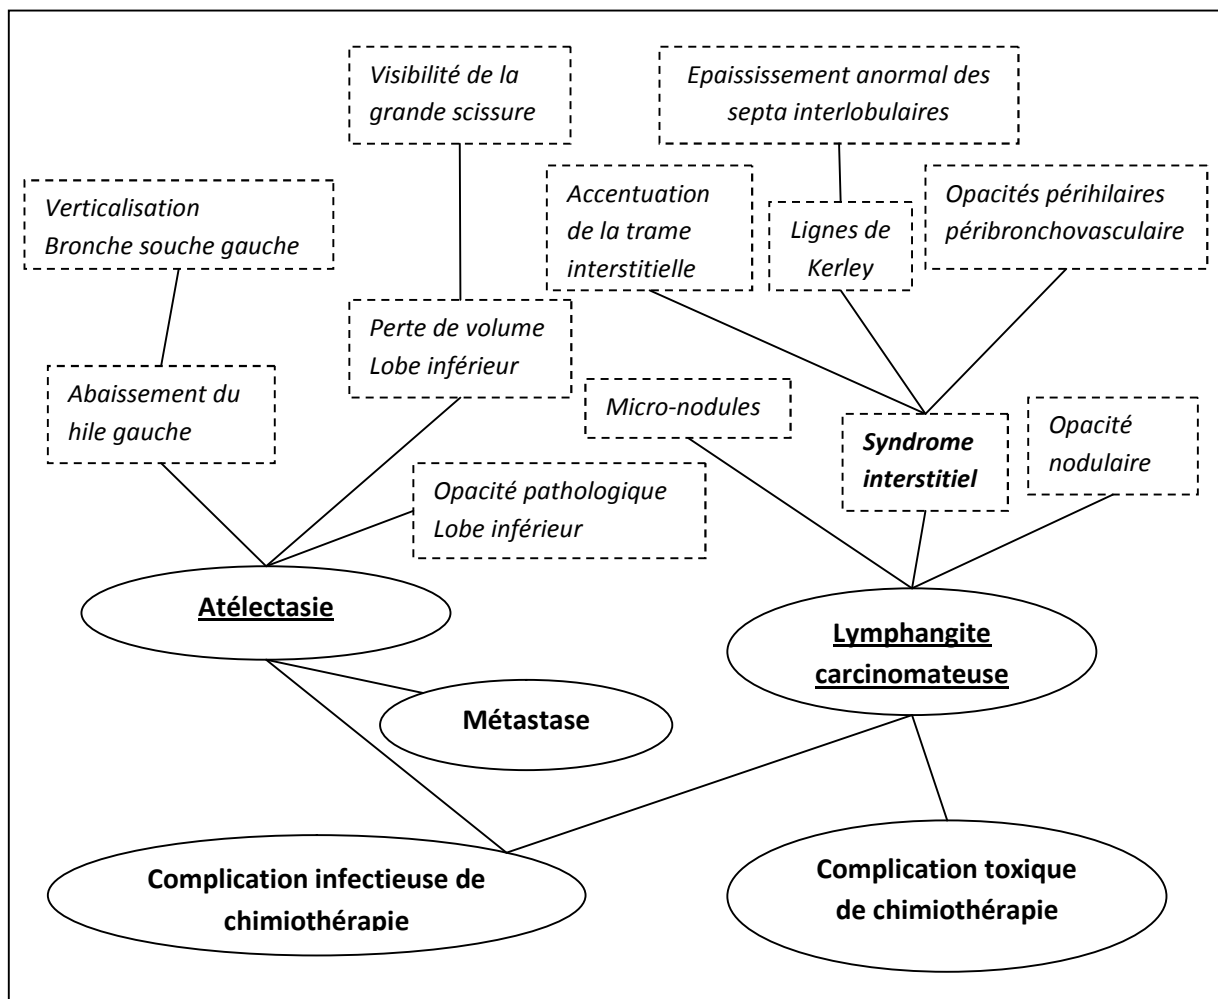 Visibilité de la
grande scissure
Epaississement anormal des
septa interlobulaires
Verticalisation
Bronche souche gauche
Accentuation
de la trame
interstitielle
Lignes de
Kerley
Opacités périhilaires
péribronchovasculaire
Perte de volume
Lobe inférieur
Abaissement du
hile gauche
Micro-nodules
Syndrome
interstitiel
Opacité
nodulaire
Opacité pathologique
Lobe inférieur
Atélectasie
Lymphangite
carcinomateuse
Métastase
Complication infectieuse de
chimiothérapie
Complication toxique
de chimiothérapie